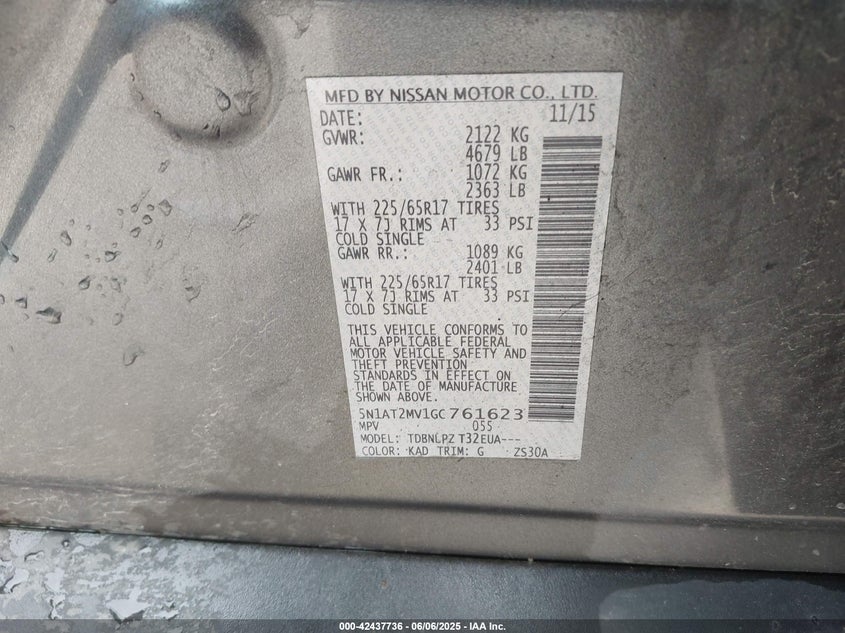 MFD BY NISSAN MOTOR CO., LTD.
DATE: 11/15
GVWR: 2122 KG
4679 LB
GAWR FR.: 1072 KG
2363 LB
WITH 225/65R17 TIRES
17 X 7J RIMS AT 33 PSI
COLD SINGLE
GAWR RR.: 1089 KG
2401 LB
WITH 225/65R17 TIRES
17 X 7J RIMS AT 33 PSI
COLD SINGLE
THIS VEHICLE CONFORMS TO
ALL APPLICABLE FEDERAL
MOTOR VEHICLE SAFETY AND
THEFT PREVENTION
STANDARDS IN EFFECT ON
THE DATE OF MANUFACTURE
SHOWN ABOVE.
5N1AT2MV1GC761623
MPV 055
MODEL: TDBNLPZ T32EUA---
COLOR: KAD TRIM: G ZS30A
000-42437736 - 06/06/2025 - IAA Inc.